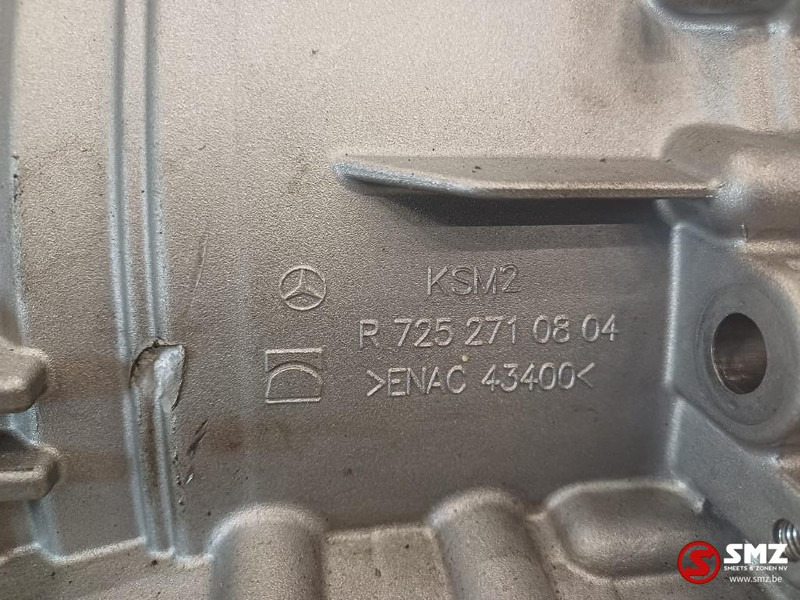 KSM2
R 725 271 08 04
>ENAC 43400<
SMZ
SMEETS & ZONEN NV
www.smz.be